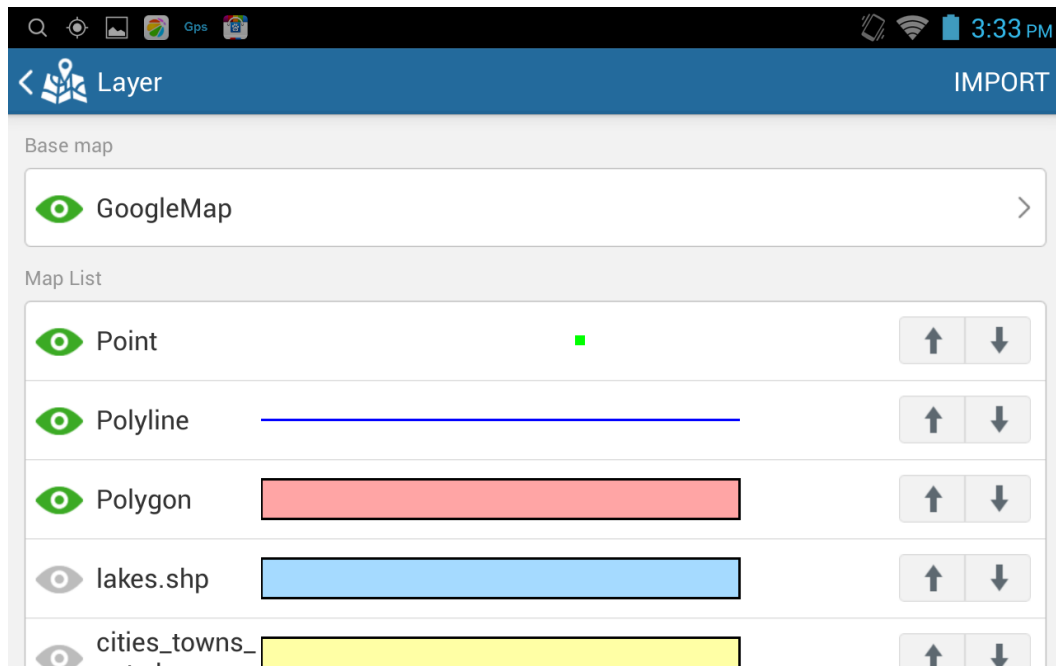 Gps
3:33 PM
Layer
IMPORT
Base map
GoogleMap
Map List
Point
Polyline
Polygon
lakes.shp
cities_towns_